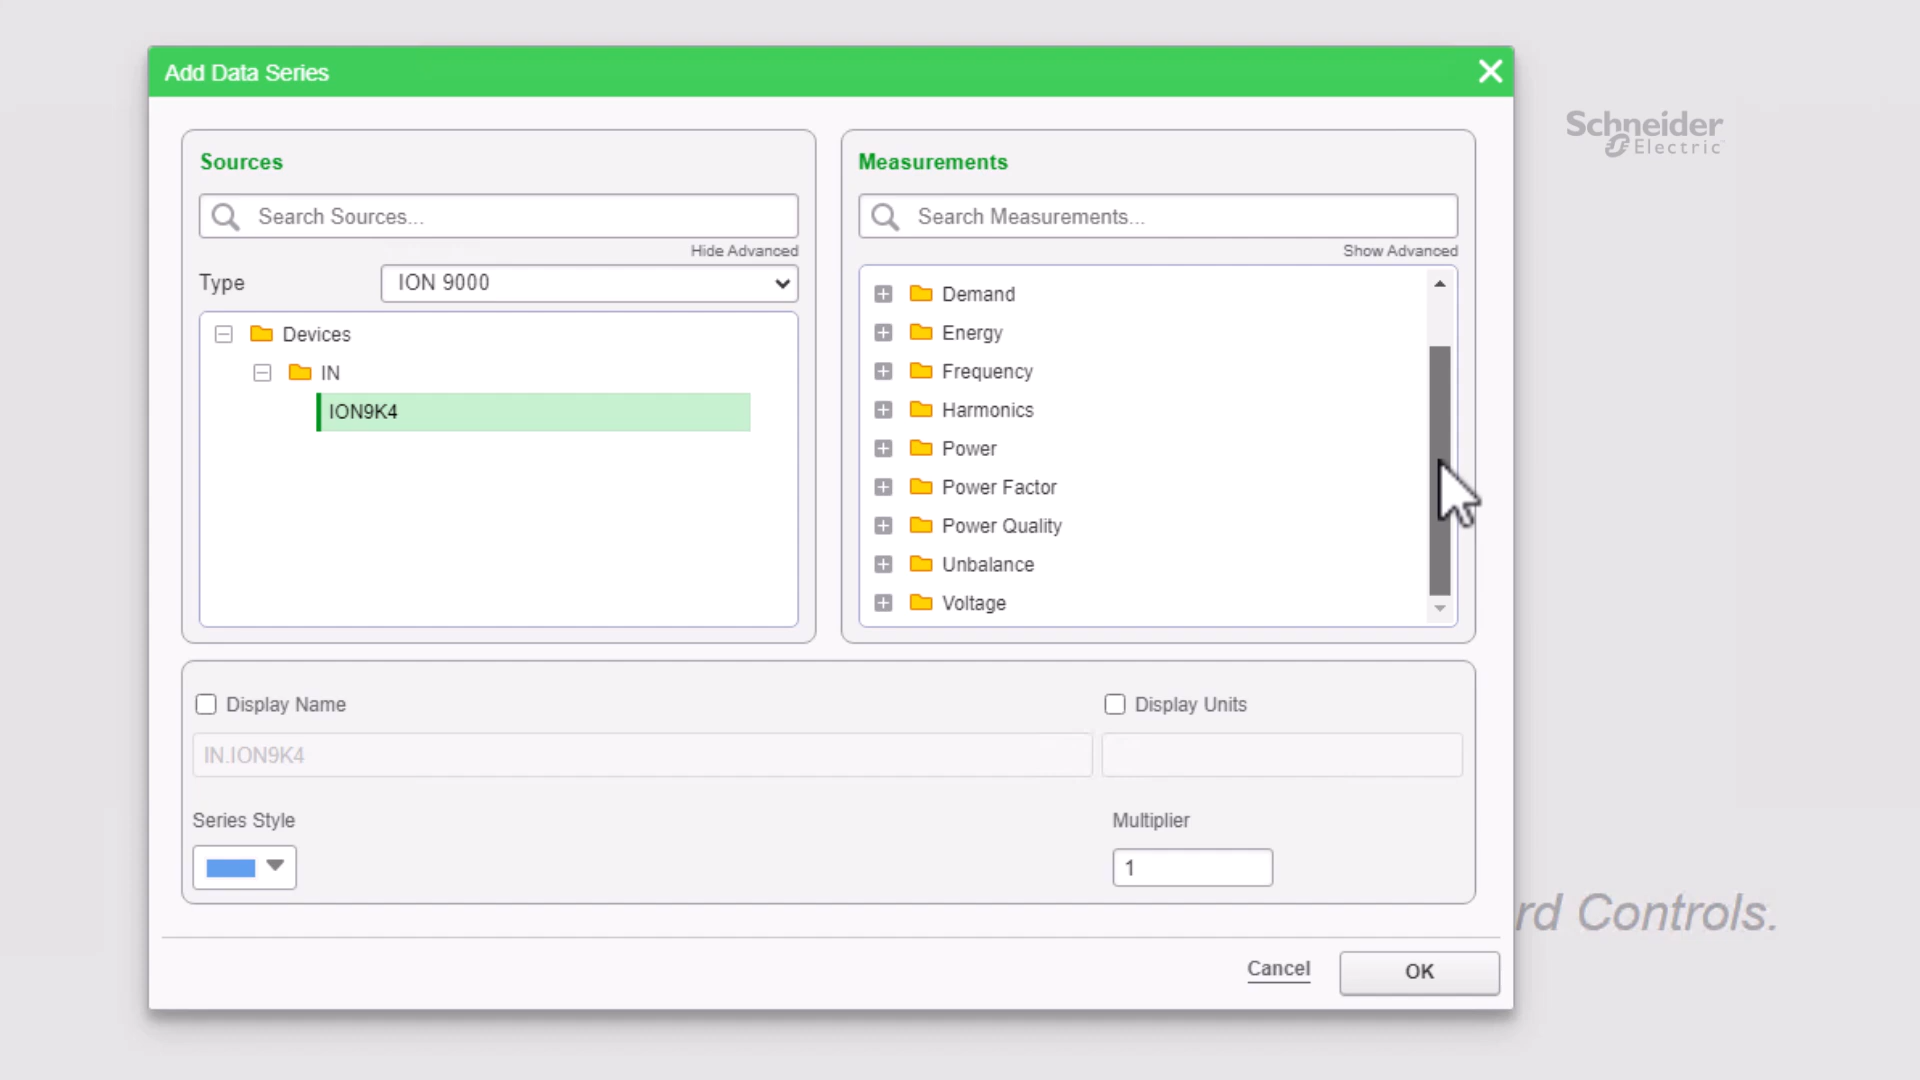 Add Data Series
Schneider
Electric
Sources
Search Sources...
Hide Advanced
Type
ION 9000
Devices
IN
ION9K4
Measurements
Search Measurements...
Show Advanced
Demand
Energy
Frequency
Harmonics
Power
Power Factor
Power Quality
Unbalance
Voltage
Display Name
IN.ION9K4
Display Units
Series Style
Multiplier
1
rd Controls.
Cancel
OK